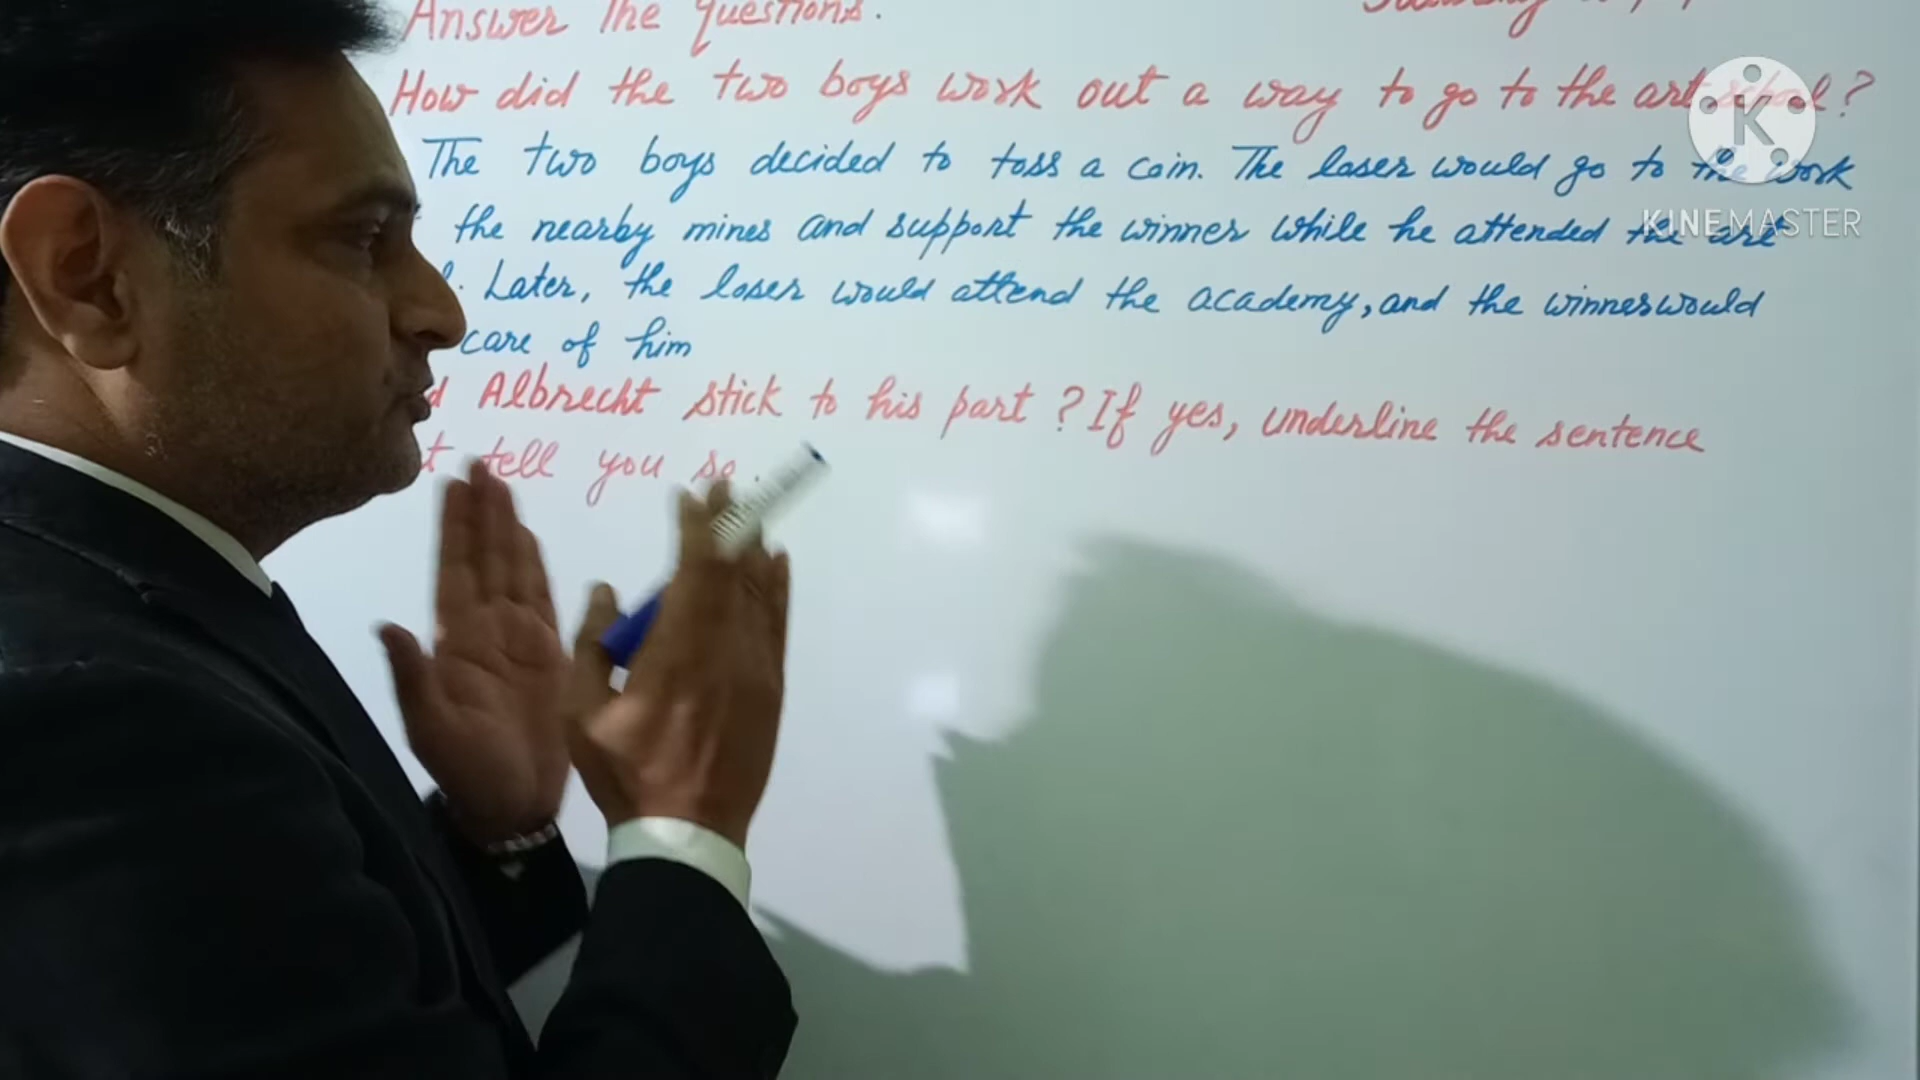 Answer The Questions.
How did the two boys work out a way to go to the art
The two boys decided to toss a coin. The loser would go to the work
the nearby mines and support the winner while he attended the art
Later, the loser would attend the academy, and the winner would
care of him
Albrecht stick to his part ? If yes, underline the sentence
tell you so.
K
KINEMASTER